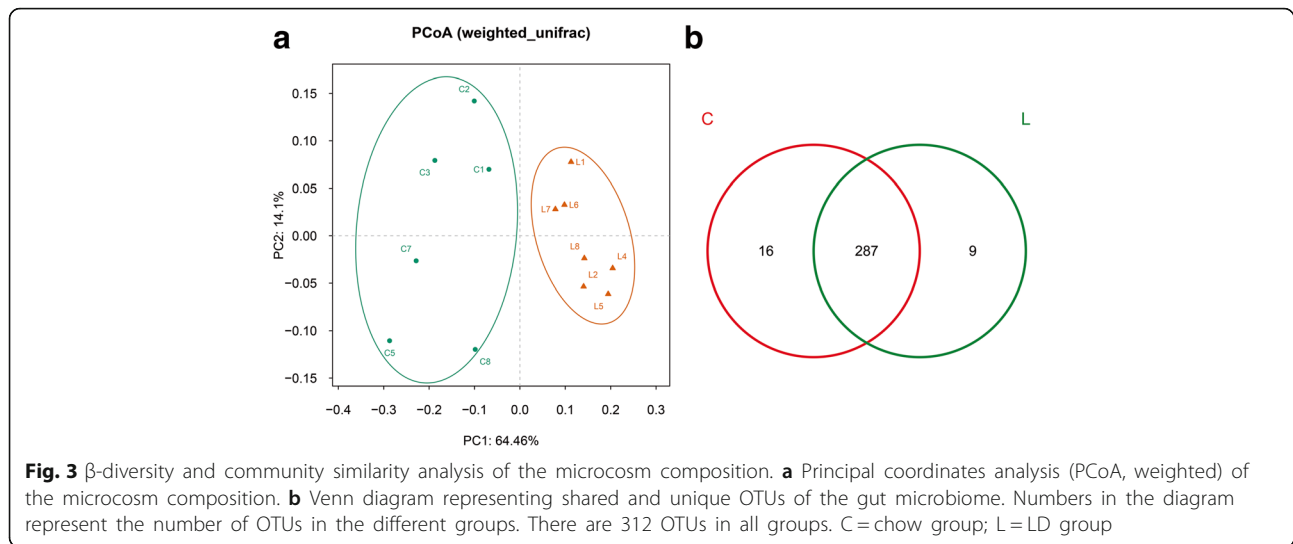 a
PCoA (weighted_unifrac)
PC2: 14.1%
0.15
0.10
0.05
0.00
−0.05
−0.10
−0.15
C2
C3
C1
C7
C5
C8
L1
L7
L6
L8
L4
L2
L5
−0.4 −0.3 −0.2 −0.1 0.0 0.1 0.2 0.3
PC1: 64.46%
b
C L
16 287 9
Fig. 3 β-diversity and community similarity analysis of the microcosm composition. a Principal coordinates analysis (PCoA, weighted) of
the microcosm composition. b Venn diagram representing shared and unique OTUs of the gut microbiome. Numbers in the diagram
represent the number of OTUs in the different groups. There are 312 OTUs in all groups. C = chow group; L = LD group